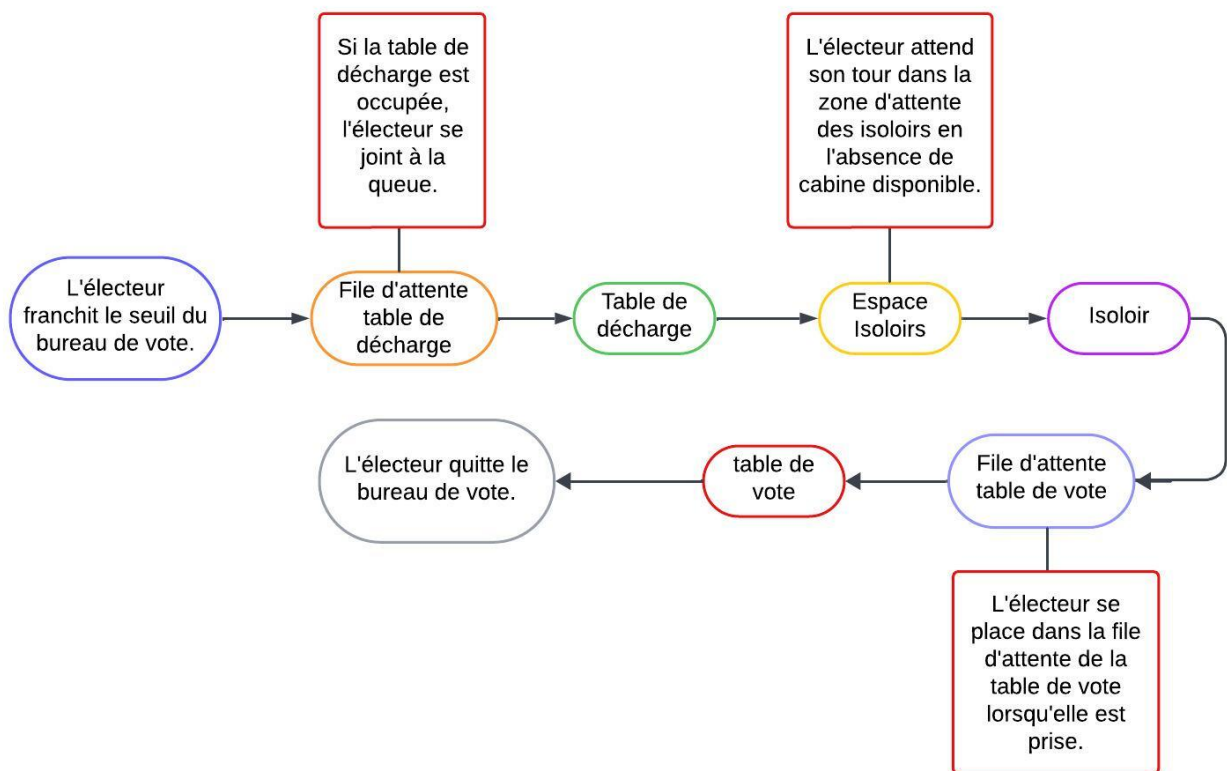 Si la table de
décharge est
occupée,
l'électeur se
joint à la
queue.
L'électeur attend
son tour dans la
zone d'attente
des isoloirs en
l'absence de
cabine disponible.
L'électeur
franchit le seuil du
bureau de vote.
File d'attente
table de
décharge
Table de
décharge
Espace
Isoloirs
Isoloir
File d'attente
table de vote
table de
vote
L'électeur quitte le
bureau de vote.
L'électeur se
place dans la file
d'attente de la
table de vote
lorsqu'elle est
prise.